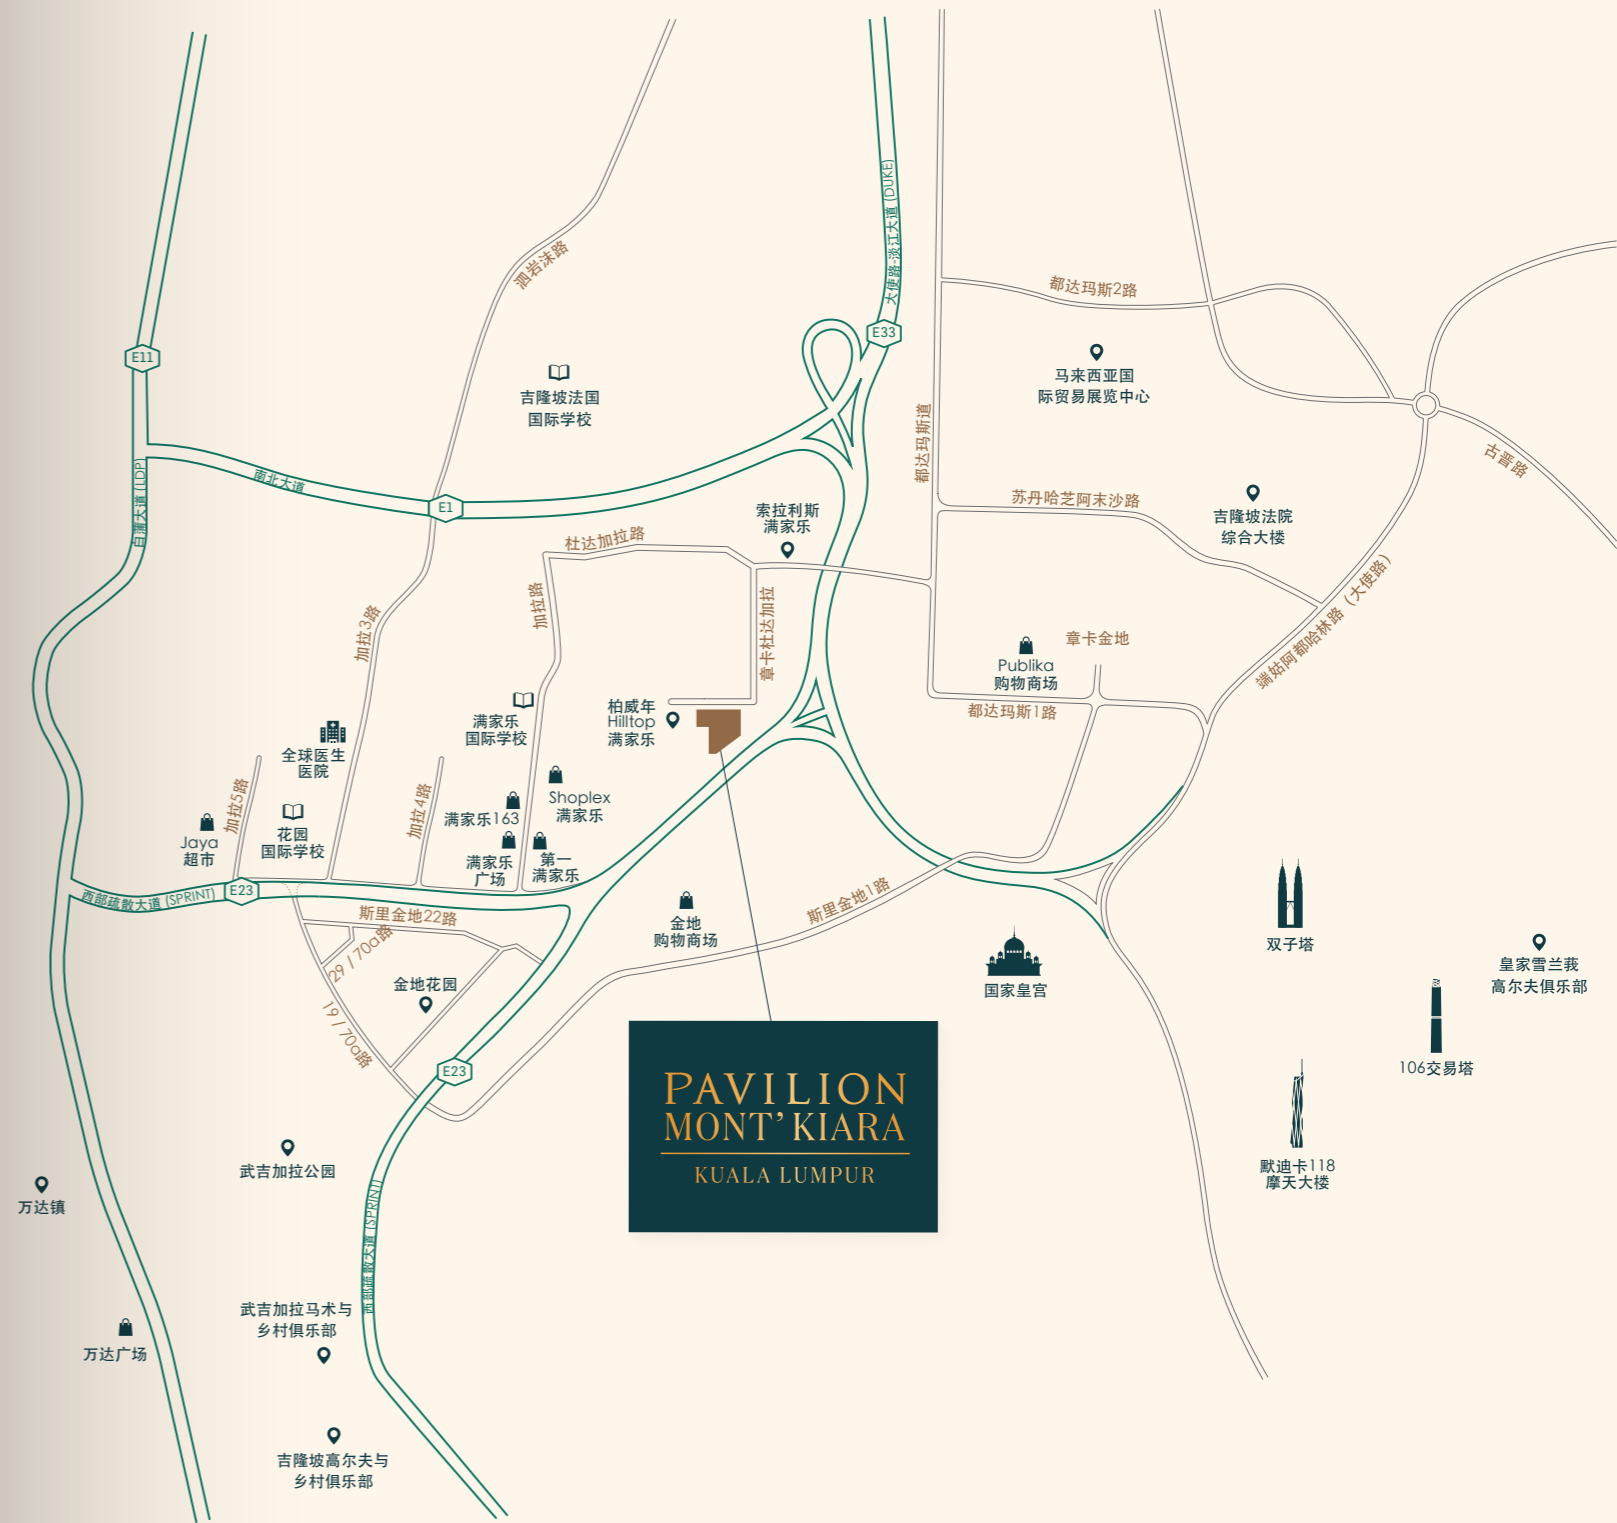 大使路-淡江大道 (DUKE)
泗岩沫路
都达玛斯2路
E33
E11
马来西亚国
际贸易展览中心
吉隆坡法国
国际学校
都达玛斯道
古晋路
南北大道
白蒲大道 (LDP)
E1
苏丹哈芝阿末沙路
吉隆坡法院
综合大楼
索拉利斯
满家乐
杜达加拉路
加拉路
章卡杜达加拉
加拉3路
端姑阿都哈林路（大使路）
章卡金地
Publika
购物商场
都达玛斯1路
柏威年
Hilltop
满家乐
满家乐
国际学校
全球医生
医院
加拉5路
加拉4路
Shoplex
满家乐
满家乐163
花园
国际学校
Jaya
超市
满家乐
广场
第一
满家乐
E23
西部疏散大道 (SPRINT)
斯里金地22路
斯里金地1路
金地
购物商场
29 / 70a路
金地花园
19 / 70a路
国家皇宫
双子塔
皇家雪兰莪
高尔夫俱乐部
106交易塔
E23
PAVILION
MONT’ KIARA
KUALA LUMPUR
武吉加拉公园
默迪卡118
摩天大楼
万达镇
西部疏散大道 (SPRINT)
武吉加拉马术与
乡村俱乐部
万达广场
吉隆坡高尔夫与
乡村俱乐部